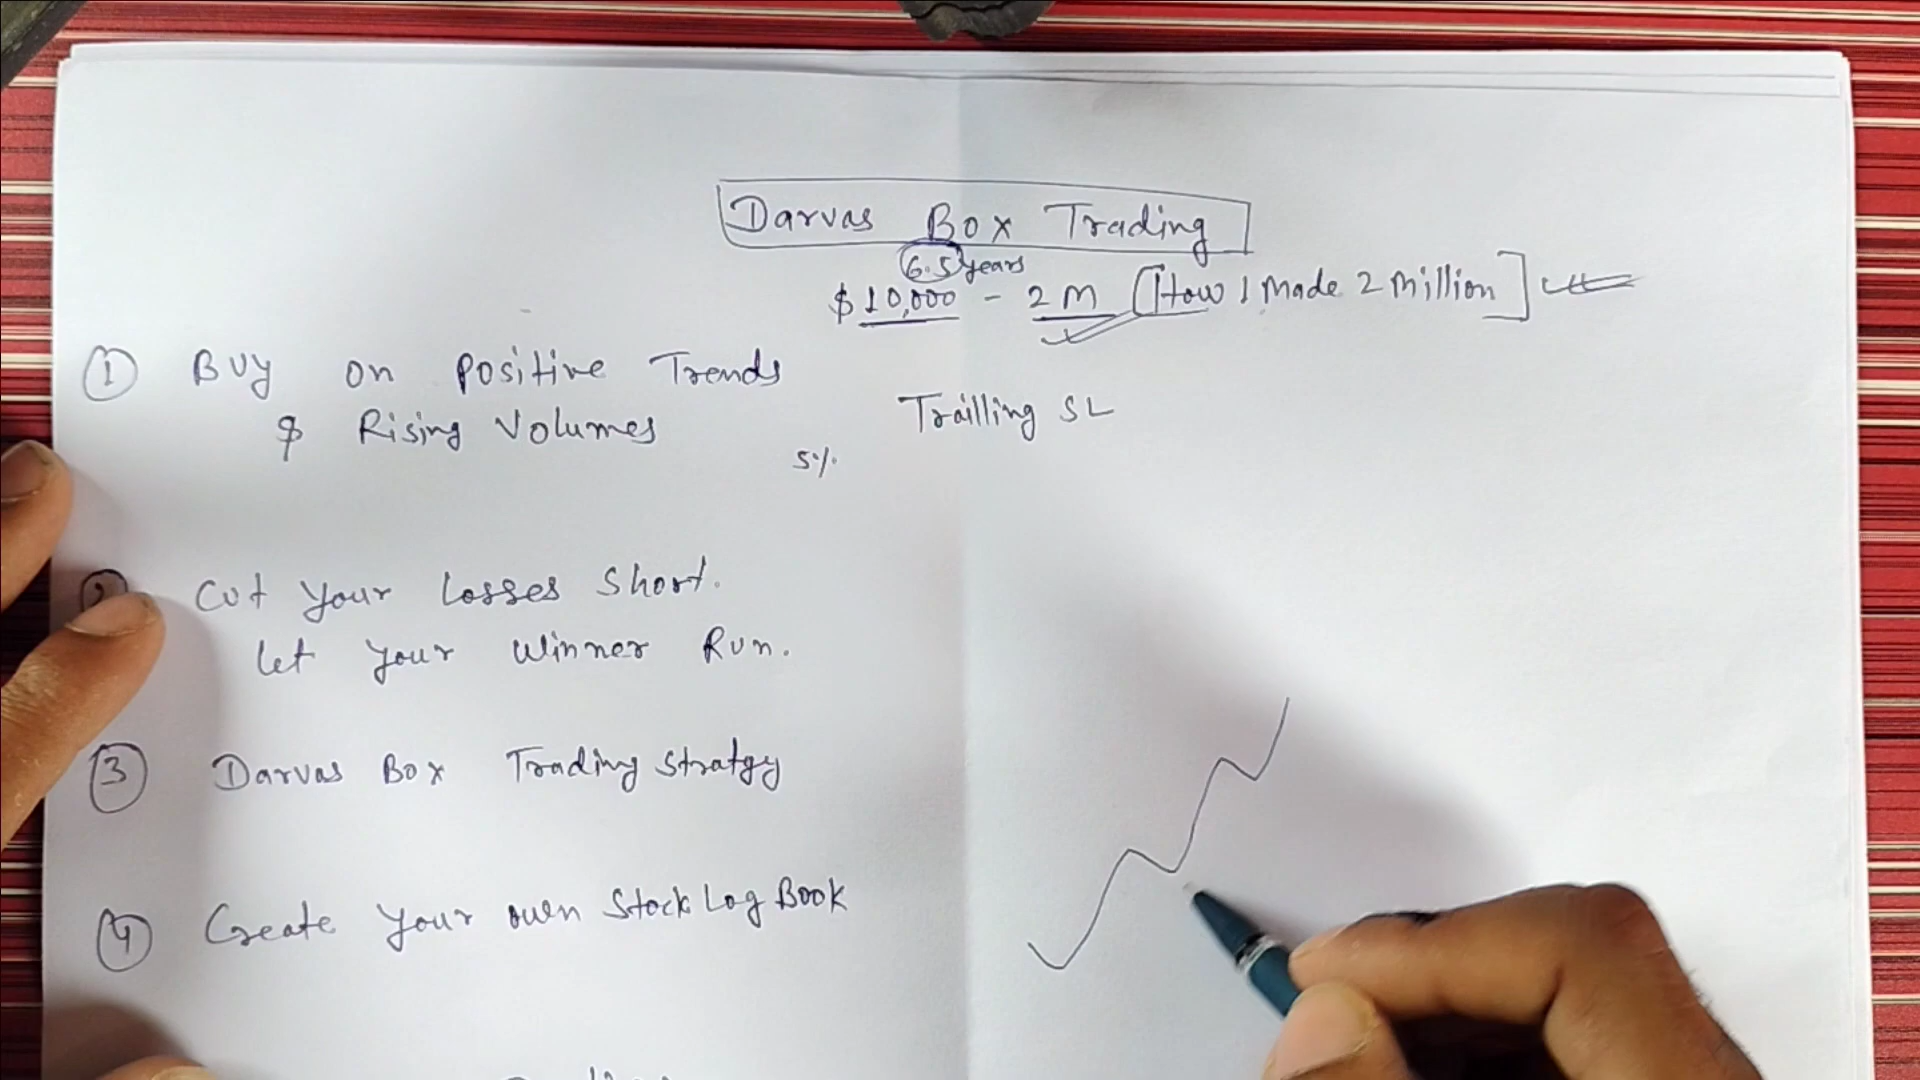 Darvas Box Trading
6.5 years
$ 10,000 - 2 M [How I Made 2 Million]
① Buy on Positive Trends
& Rising Volumes
Trailling SL
5%
② Cut Your Losses Short.
Let Your Winner Run.
③ Darvas Box Trading Stratgy
④ Create Your own Stock Log Book